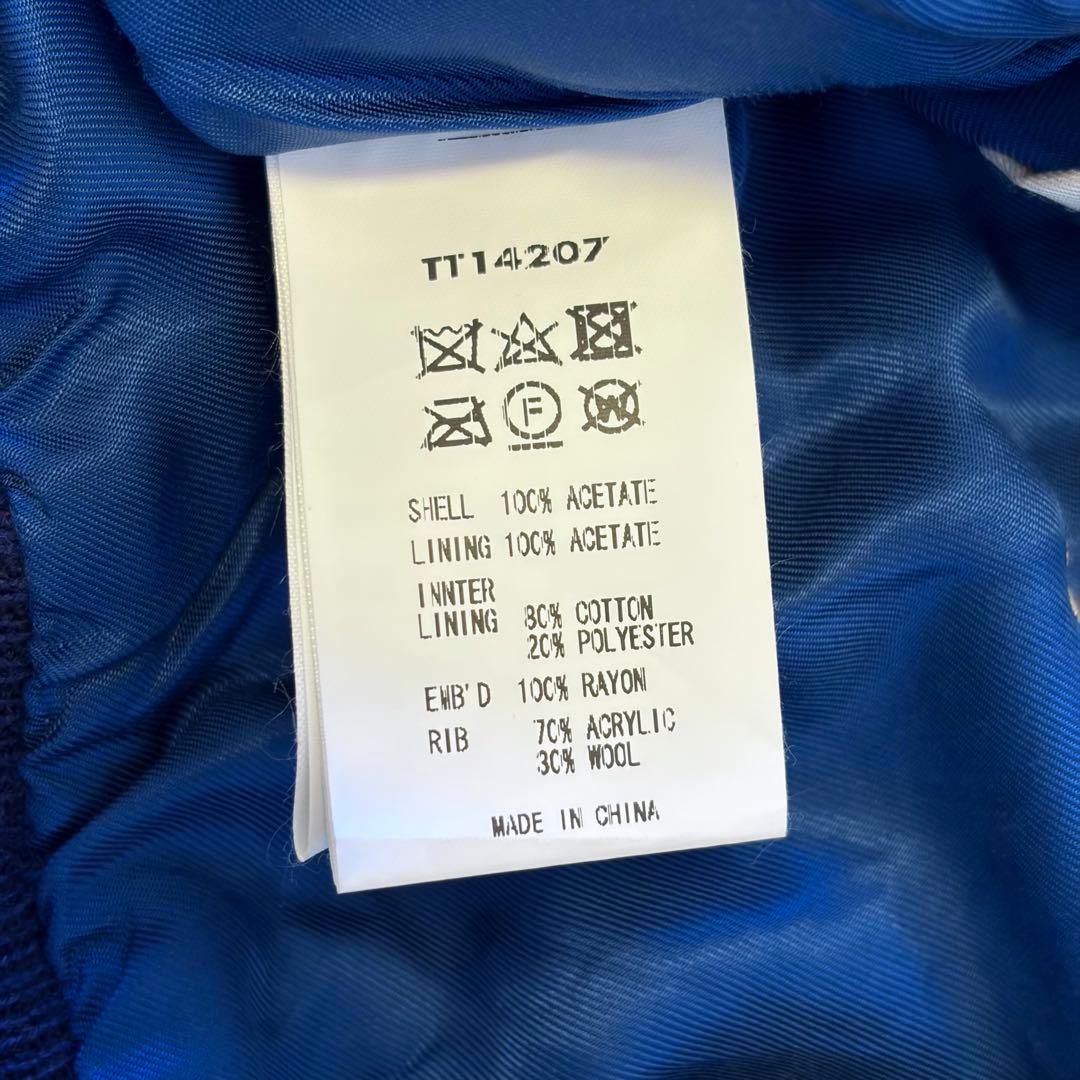 TT14207
F
W
SHELL 100% ACETATE
LINING 100% ACETATE
INNTER
LINING 80% COTTON
20% POLYESTER
EMB'D 100% RAYON
RIB 70% ACRYLIC
30% WOOL
MADE IN CHINA